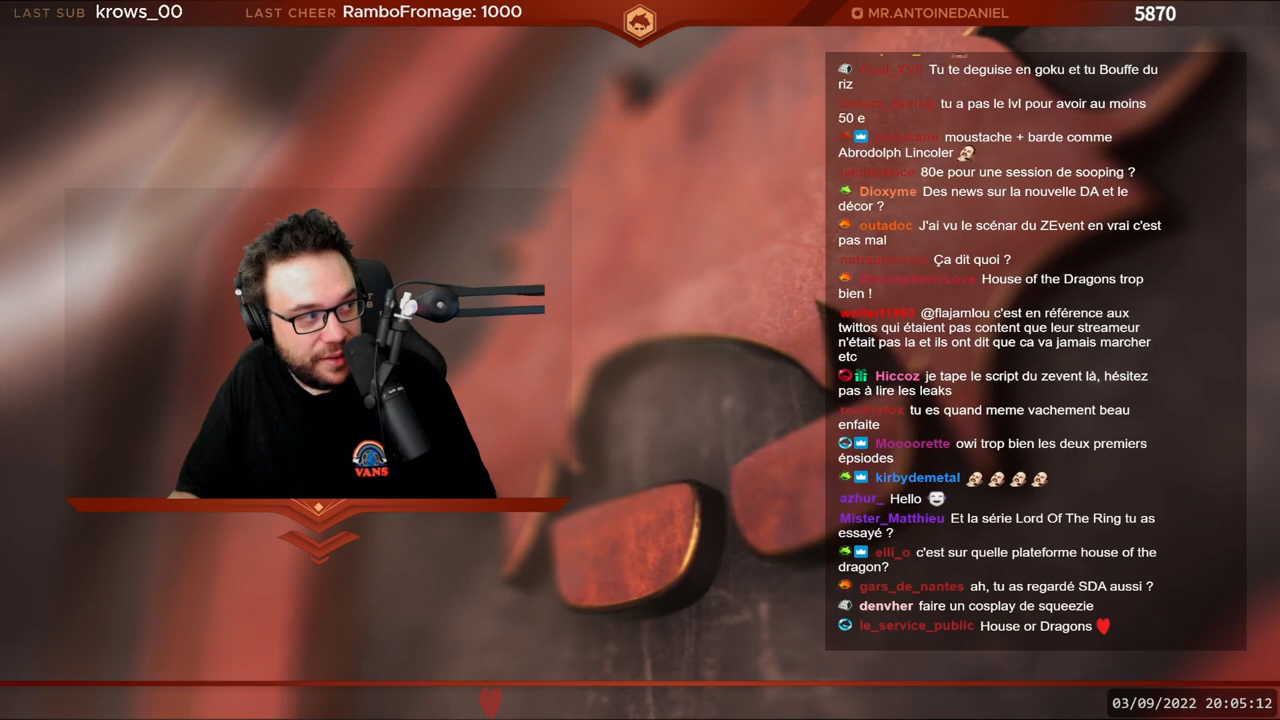 LAST SUB krows_00 LAST CHEER RamboFromage: 1000 MR.ANTOINEDANIEL 5870
Tu te deguise en goku et tu Bouffe du
riz
tu a pas le lvl pour avoir au moins
50 e
moustache + barde comme
Abrodolph Lincoler
80e pour une session de sooping ?
Dioxyme Des news sur la nouvelle DA et le
décor ?
outadoc J'ai vu le scénar du ZEvent en vrai c'est
pas mal
Ça dit quoi ?
House of the Dragons trop
bien !
@flajamlou c'est en référence aux
twittos qui étaient pas content que leur streameur
n'était pas la et ils ont dit que ca va jamais marcher
etc
Hiccoz je tape le script du zevent là, hésitez
pas à lire les leaks
tu es quand meme vachement beau
enfaite
Moooorette owi trop bien les deux premiers
épsiodes
kirbydemetal
azhur_ Hello
Mister_Matthieu Et la série Lord Of The Ring tu as
essayé ?
elli_o c'est sur quelle plateforme house of the
dragon?
gars_de_nantes ah, tu as regardé SDA aussi ?
denvher faire un cosplay de squeezie
le_service_public House or Dragons
VANS
03/09/2022 20:05:12